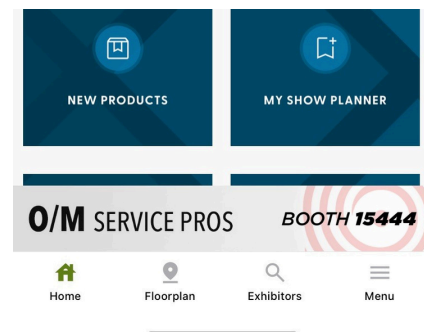 NEW PRODUCTS
MY SHOW PLANNER
O/M SERVICE PROS
BOOTH 15444
Home
Floorplan
Exhibitors
Menu